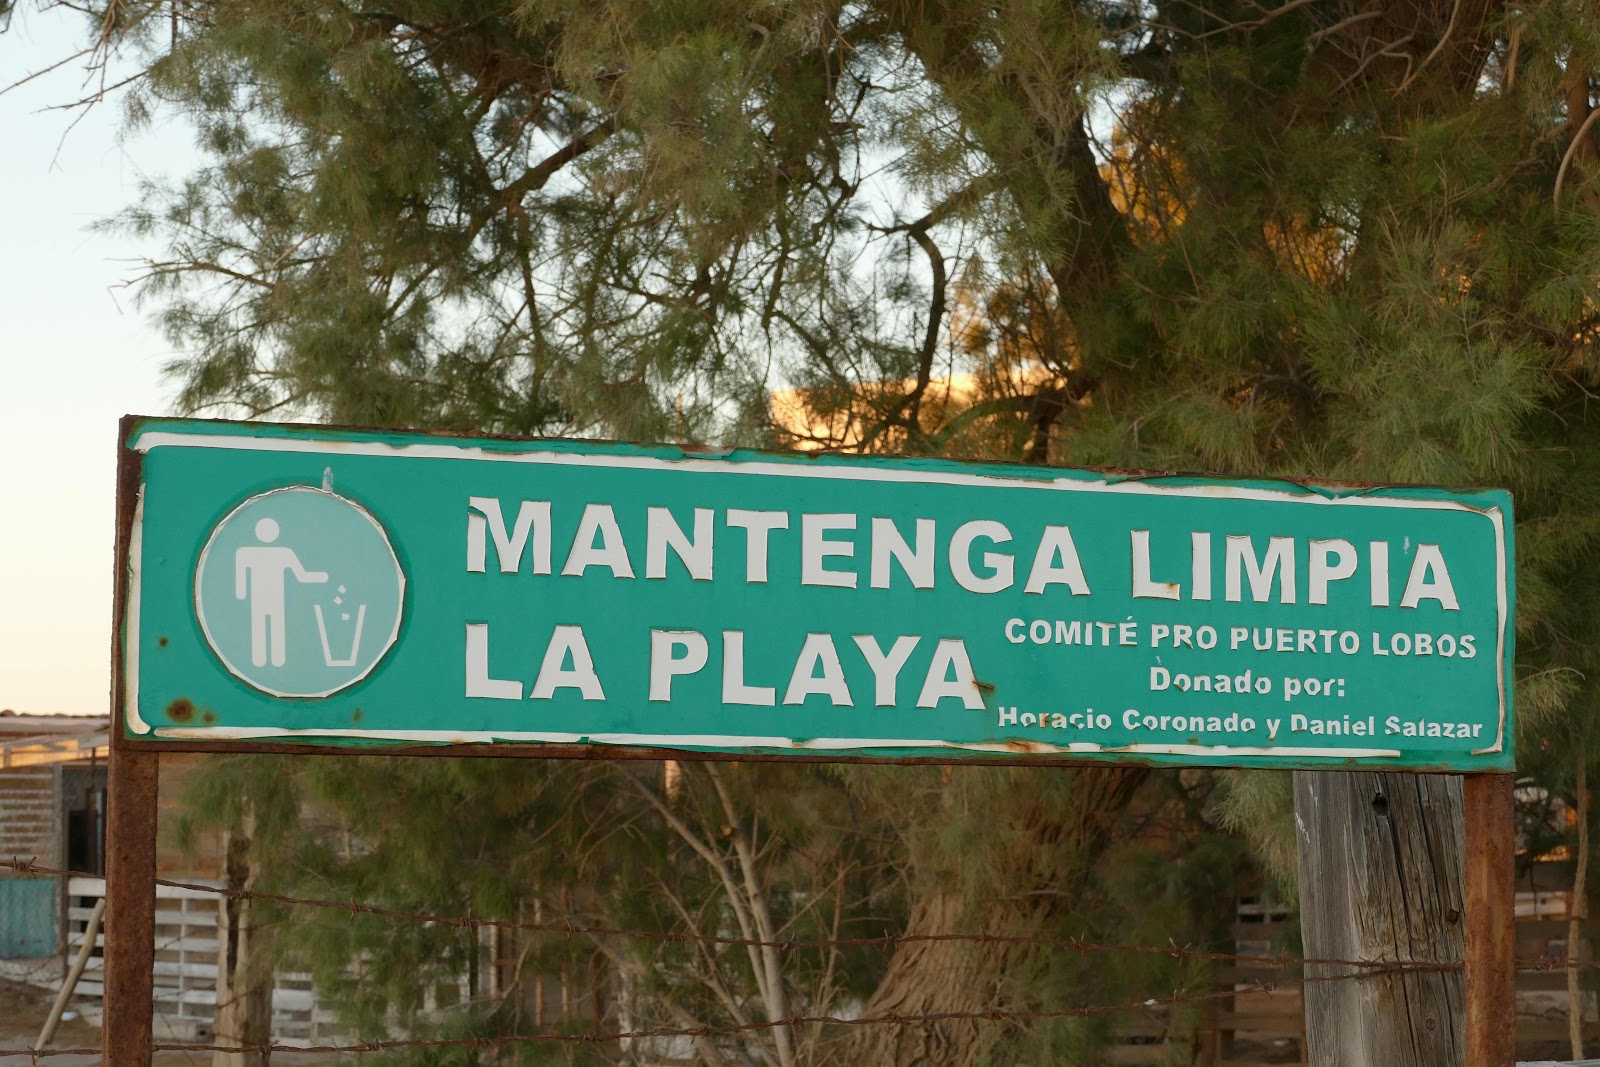 MANTENGA LIMPIA
LA PLAYA
COMITÉ PRO PUERTO LOBOS
Donado por:
Horacio Coronado y Daniel Salazar